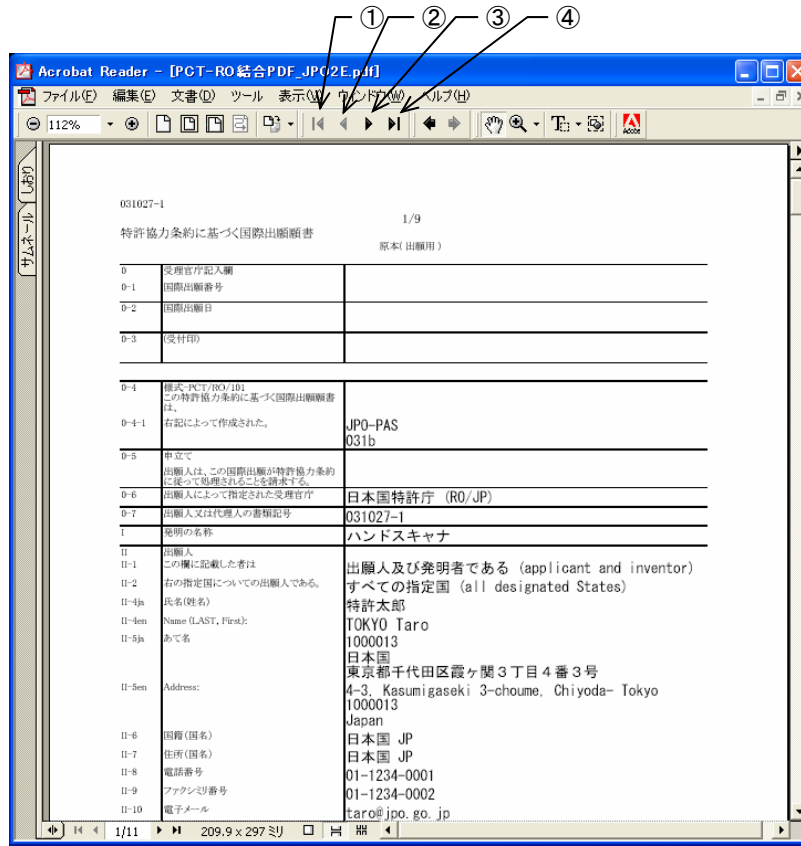 ① ② ③ ④
Acrobat Reader - [PCT-RO結合PDF_JPO2E.pdf]
ファイル(F) 編集(E) 文書(D) ツール 表示(V) ウィンドウ(W) ヘルプ(H)
112%
Adobe
しおり
サムネール
031027-1
1/9
特許協力条約に基づく国際出願願書
原本(出願用)
0 受理官庁記入欄
0-1 国際出願番号
0-2 国際出願日
0-3 (受付印)
0-4 様式-PCT/RO/101
この特許協力条約に基づく国際出願願書
は、
0-4-1 右記によって作成された。 JPO-PAS
031b
0-5 申立て
出願人は、この国際出願が特許協力条約
に従って処理されることを請求する。
0-6 出願人によって指定された受理官庁 日本国特許庁 (RO/JP)
0-7 出願人又は代理人の書類記号 031027-1
I 発明の名称 ハンドスキャナ
II 出願人
II-1 この欄に記載した者は 出願人及び発明者である (applicant and inventor)
II-2 右の指定国についての出願人である。 すべての指定国 (all designated States)
II-4ja 氏名(姓名) 特許太郎
II-4en Name (LAST, First): TOKYO Taro
II-5ja あて名 1000013
日本国
東京都千代田区霞ヶ関3丁目4番3号
II-5en Address: 4-3, Kasumigaseki 3-choume, Chiyoda- Tokyo
1000013
Japan
II-6 国籍(国名) 日本国 JP
II-7 住所(国名) 日本国 JP
II-8 電話番号 01-1234-0001
II-9 ファクシミリ番号 01-1234-0002
II-10 電子メール taro@jpo.go.jp
1/11 209.9 x 297 ミリ